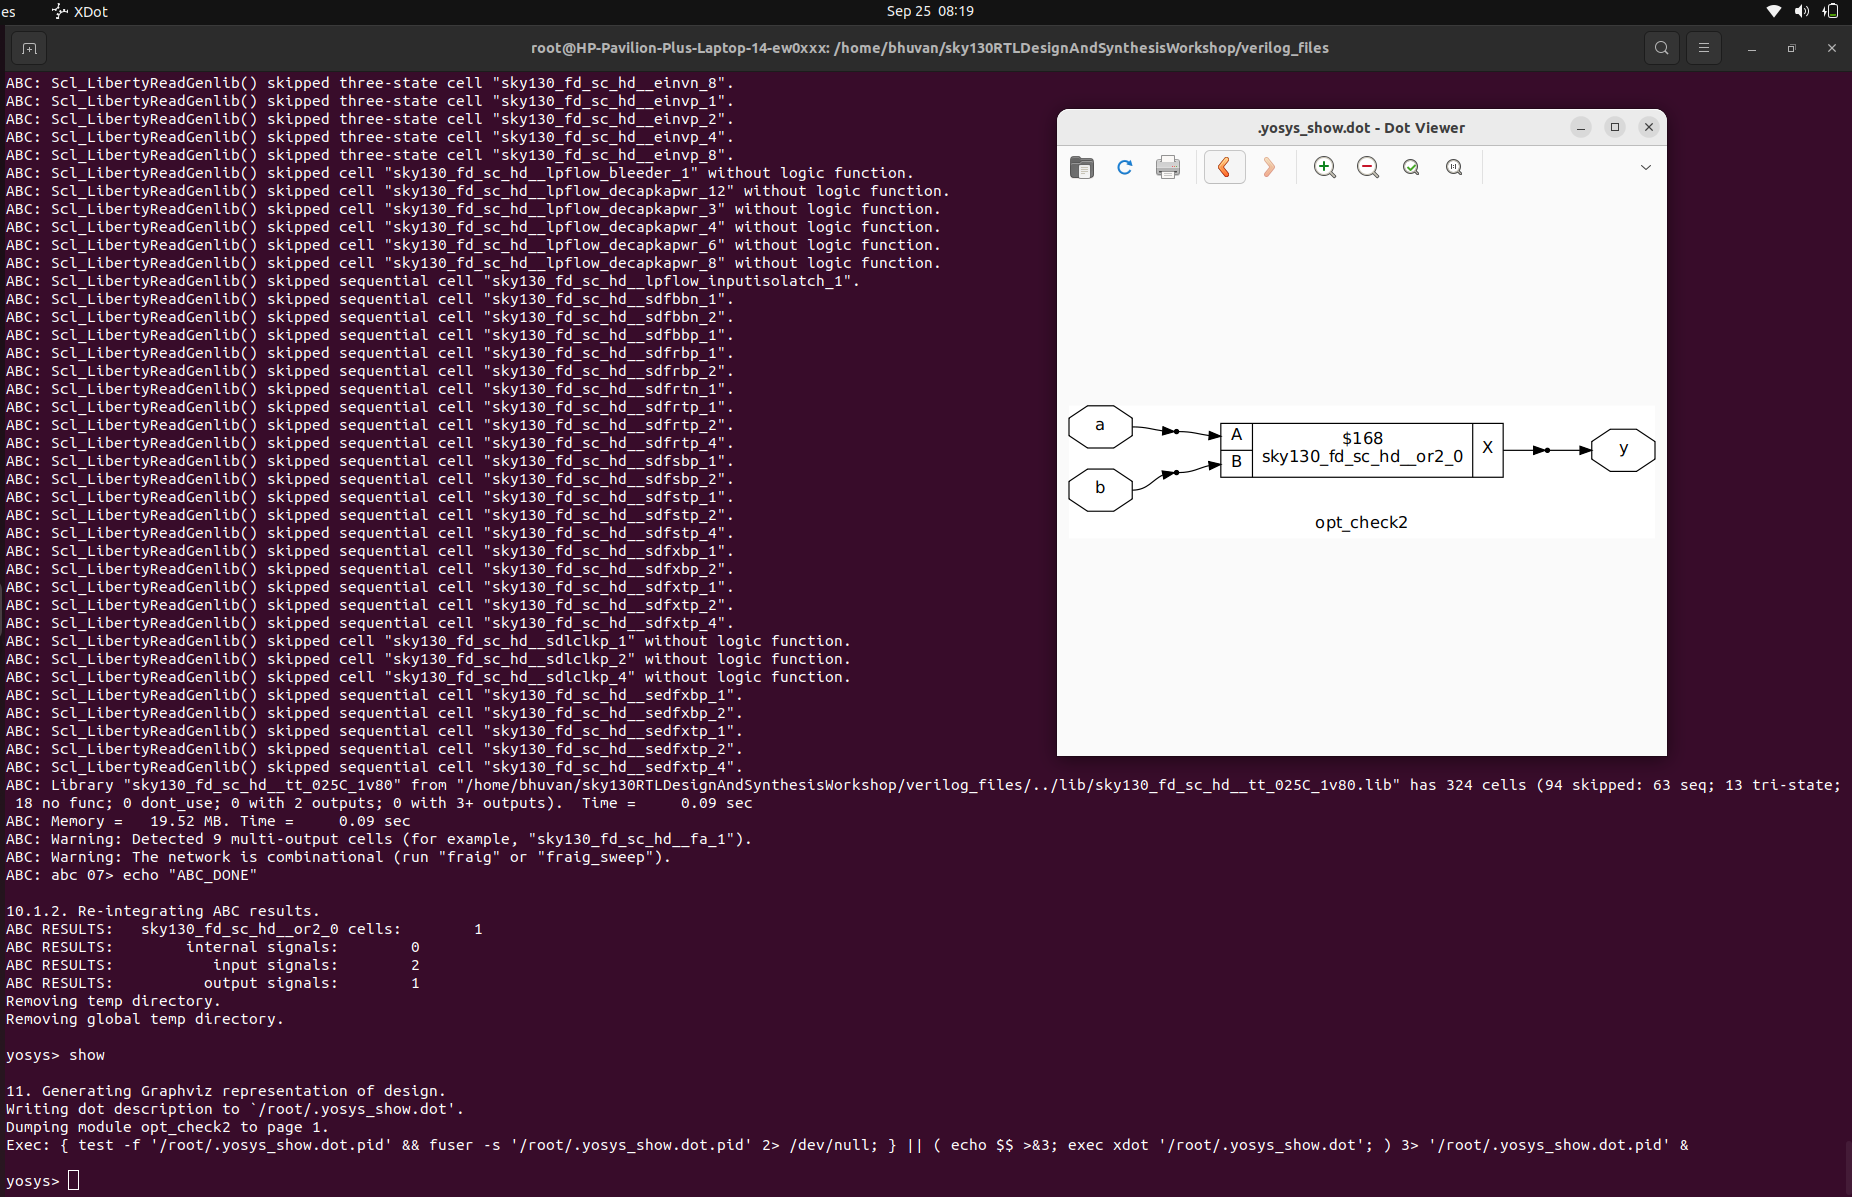 es XDot Sep 25 08:19
root@HP-Pavilion-Plus-Laptop-14-ew0xxx: /home/bhuvan/sky130RTLDesignAndSynthesisWorkshop/verilog_files
ABC: Scl_LibertyReadGenlib() skipped three-state cell "sky130_fd_sc_hd__einvn_8".
ABC: Scl_LibertyReadGenlib() skipped three-state cell "sky130_fd_sc_hd__einvp_1".
ABC: Scl_LibertyReadGenlib() skipped three-state cell "sky130_fd_sc_hd__einvp_2".
ABC: Scl_LibertyReadGenlib() skipped three-state cell "sky130_fd_sc_hd__einvp_4".
ABC: Scl_LibertyReadGenlib() skipped three-state cell "sky130_fd_sc_hd__einvp_8".
ABC: Scl_LibertyReadGenlib() skipped cell "sky130_fd_sc_hd__lpflow_bleeder_1" without logic function.
ABC: Scl_LibertyReadGenlib() skipped cell "sky130_fd_sc_hd__lpflow_decapkapwr_12" without logic function.
ABC: Scl_LibertyReadGenlib() skipped cell "sky130_fd_sc_hd__lpflow_decapkapwr_3" without logic function.
ABC: Scl_LibertyReadGenlib() skipped cell "sky130_fd_sc_hd__lpflow_decapkapwr_4" without logic function.
ABC: Scl_LibertyReadGenlib() skipped cell "sky130_fd_sc_hd__lpflow_decapkapwr_6" without logic function.
ABC: Scl_LibertyReadGenlib() skipped cell "sky130_fd_sc_hd__lpflow_decapkapwr_8" without logic function.
ABC: Scl_LibertyReadGenlib() skipped sequential cell "sky130_fd_sc_hd__lpflow_inputisolatch_1".
ABC: Scl_LibertyReadGenlib() skipped sequential cell "sky130_fd_sc_hd__sdfbbn_1".
ABC: Scl_LibertyReadGenlib() skipped sequential cell "sky130_fd_sc_hd__sdfbbn_2".
ABC: Scl_LibertyReadGenlib() skipped sequential cell "sky130_fd_sc_hd__sdfbbp_1".
ABC: Scl_LibertyReadGenlib() skipped sequential cell "sky130_fd_sc_hd__sdfrbp_1".
ABC: Scl_LibertyReadGenlib() skipped sequential cell "sky130_fd_sc_hd__sdfrbp_2".
ABC: Scl_LibertyReadGenlib() skipped sequential cell "sky130_fd_sc_hd__sdfrtn_1".
ABC: Scl_LibertyReadGenlib() skipped sequential cell "sky130_fd_sc_hd__sdfrtp_1".
ABC: Scl_LibertyReadGenlib() skipped sequential cell "sky130_fd_sc_hd__sdfrtp_2".
ABC: Scl_LibertyReadGenlib() skipped sequential cell "sky130_fd_sc_hd__sdfrtp_4".
ABC: Scl_LibertyReadGenlib() skipped sequential cell "sky130_fd_sc_hd__sdfsbp_1".
ABC: Scl_LibertyReadGenlib() skipped sequential cell "sky130_fd_sc_hd__sdfsbp_2".
ABC: Scl_LibertyReadGenlib() skipped sequential cell "sky130_fd_sc_hd__sdfstp_1".
ABC: Scl_LibertyReadGenlib() skipped sequential cell "sky130_fd_sc_hd__sdfstp_2".
ABC: Scl_LibertyReadGenlib() skipped sequential cell "sky130_fd_sc_hd__sdfstp_4".
ABC: Scl_LibertyReadGenlib() skipped sequential cell "sky130_fd_sc_hd__sdfxbp_1".
ABC: Scl_LibertyReadGenlib() skipped sequential cell "sky130_fd_sc_hd__sdfxbp_2".
ABC: Scl_LibertyReadGenlib() skipped sequential cell "sky130_fd_sc_hd__sdfxtp_1".
ABC: Scl_LibertyReadGenlib() skipped sequential cell "sky130_fd_sc_hd__sdfxtp_2".
ABC: Scl_LibertyReadGenlib() skipped sequential cell "sky130_fd_sc_hd__sdfxtp_4".
ABC: Scl_LibertyReadGenlib() skipped cell "sky130_fd_sc_hd__sdlclkp_1" without logic function.
ABC: Scl_LibertyReadGenlib() skipped cell "sky130_fd_sc_hd__sdlclkp_2" without logic function.
ABC: Scl_LibertyReadGenlib() skipped cell "sky130_fd_sc_hd__sdlclkp_4" without logic function.
ABC: Scl_LibertyReadGenlib() skipped sequential cell "sky130_fd_sc_hd__sedfxbp_1".
ABC: Scl_LibertyReadGenlib() skipped sequential cell "sky130_fd_sc_hd__sedfxbp_2".
ABC: Scl_LibertyReadGenlib() skipped sequential cell "sky130_fd_sc_hd__sedfxtp_1".
ABC: Scl_LibertyReadGenlib() skipped sequential cell "sky130_fd_sc_hd__sedfxtp_2".
ABC: Scl_LibertyReadGenlib() skipped sequential cell "sky130_fd_sc_hd__sedfxtp_4".
ABC: Library "sky130_fd_sc_hd__tt_025C_1v80" from "/home/bhuvan/sky130RTLDesignAndSynthesisWorkshop/verilog_files/../lib/sky130_fd_sc_hd__tt_025C_1v80.lib" has 324 cells (94 skipped: 63 seq; 13 tri-state;
18 no func; 0 dont_use; 0 with 2 outputs; 0 with 3+ outputs). Time = 0.09 sec
ABC: Memory = 19.52 MB. Time = 0.09 sec
ABC: Warning: Detected 9 multi-output cells (for example, "sky130_fd_sc_hd__fa_1").
ABC: Warning: The network is combinational (run "fraig" or "fraig_sweep").
ABC: abc 07> echo "ABC_DONE"
10.1.2. Re-integrating ABC results.
ABC RESULTS: sky130_fd_sc_hd__or2_0 cells: 1
ABC RESULTS: internal signals: 0
ABC RESULTS: input signals: 2
ABC RESULTS: output signals: 1
Removing temp directory.
Removing global temp directory.
yosys> show
11. Generating Graphviz representation of design.
Writing dot description to `/root/.yosys_show.dot'.
Dumping module opt_check2 to page 1.
Exec: { test -f '/root/.yosys_show.dot.pid' && fuser -s '/root/.yosys_show.dot.pid' 2> /dev/null; } || ( echo $$ >&3; exec xdot '/root/.yosys_show.dot'; ) 3> '/root/.yosys_show.dot.pid' &
yosys>
.yosys_show.dot - Dot Viewer
a
b
A
B
$168
sky130_fd_sc_hd__or2_0
X
y
opt_check2